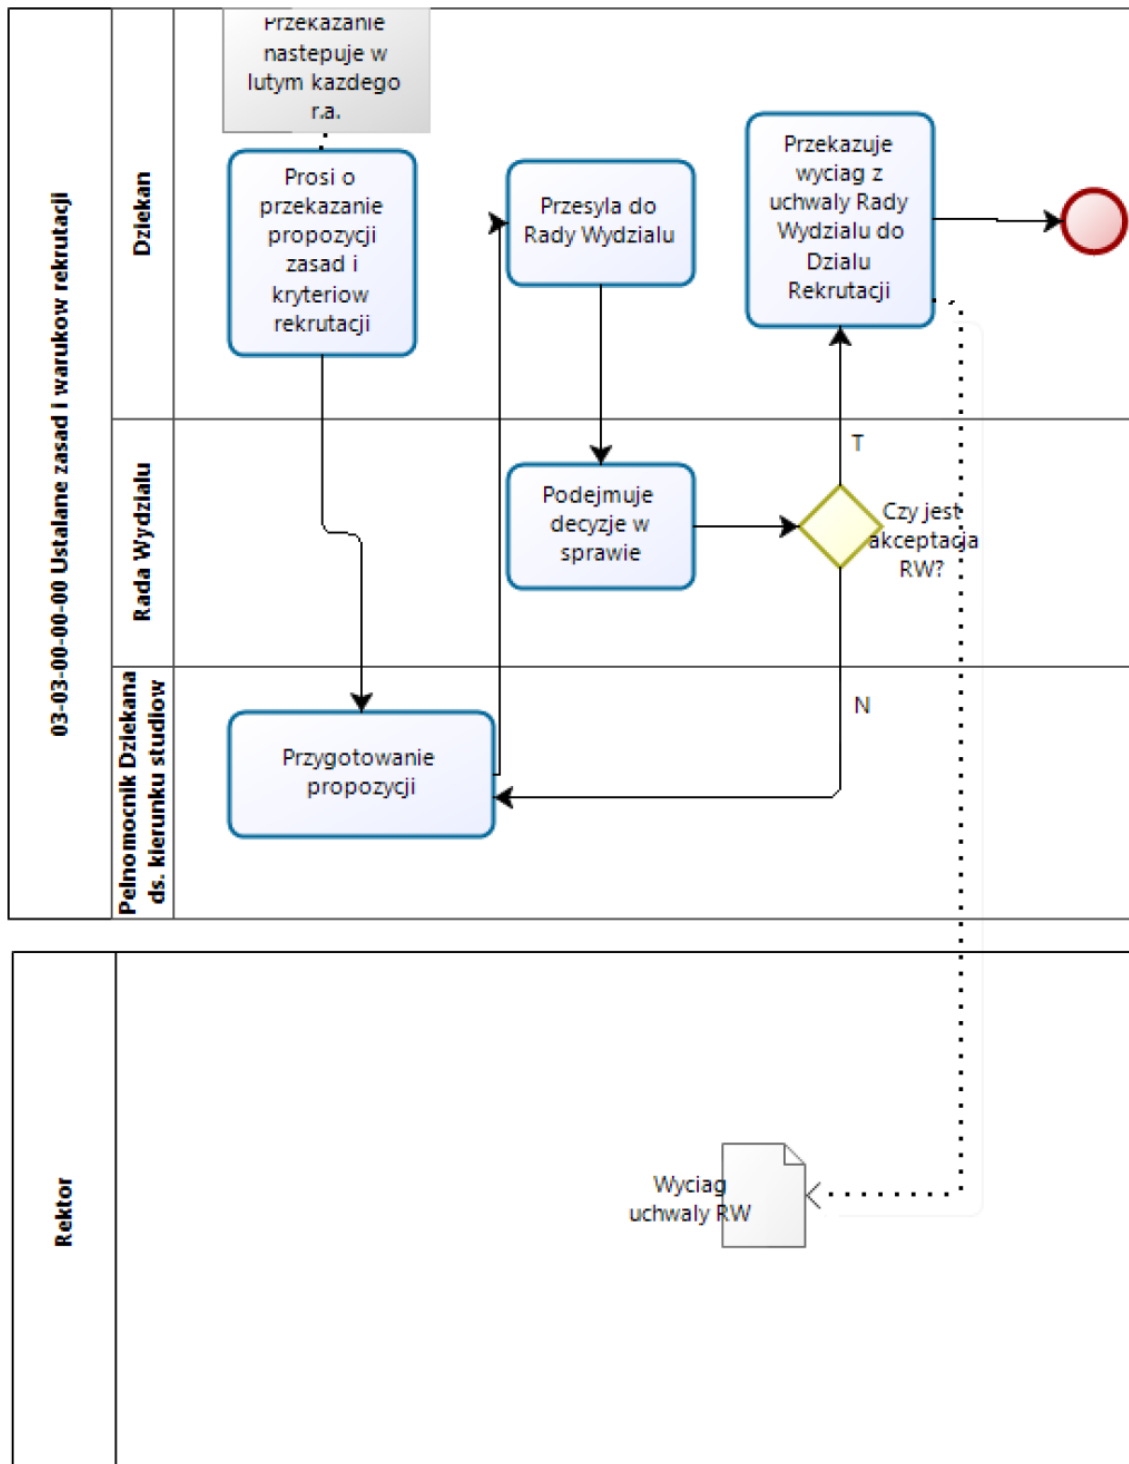 03-03-00-00-00 Ustalane zasad i warukow rekrutacji
Dziekan
Przekazanie
nastepuje w
lutym kazdego
r.a.
Prosi o
przekazanie
propozycji
zasad i
kryteriow
rekrutacji
Przesyla do
Rady Wydzialu
Przekazuje
wyciag z
uchwaly Rady
Wydzialu do
Dzialu
Rekrutacji
Rada Wydzialu
Podejmuje
decyzje w
sprawie
T
Czy jest
akceptacja
RW?
Pelnomocnik Dziekana
ds. kierunku studiow
Przygotowanie
propozycji
N
Rektor
Wyciag
uchwaly RW